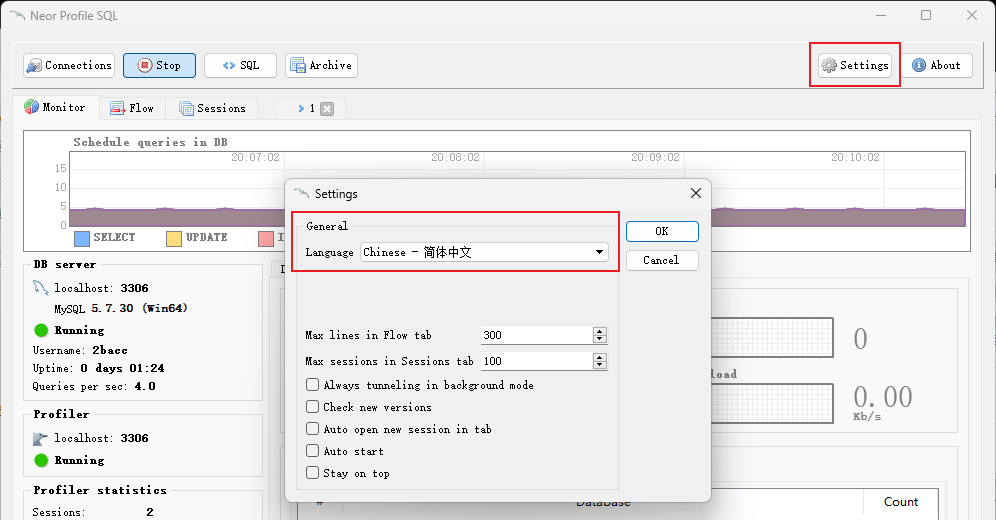 Neor Profile SQL
Connections Stop SQL Archive Settings About
Monitor Flow Sessions 1
Schedule queries in DB
20:07:02 20:08:02 20:09:02 20:10:02
15
10
5
0
SELECT UPDATE
DB server
localhost: 3306
MySQL 5.7.30 (Win64)
Running
Username: 2bacc
Uptime: 0 days 01:24
Queries per sec: 4.0
Profiler
localhost: 3306
Running
Profiler statistics
Sessions: 2
Settings
General
Language Chinese - 简体中文
OK
Cancel
Max lines in Flow tab 300
Max sessions in Sessions tab 100
Always tunneling in background mode
Check new versions
Auto open new session in tab
Auto start
Stay on top
0
0.00
Kb/s
# Database Count